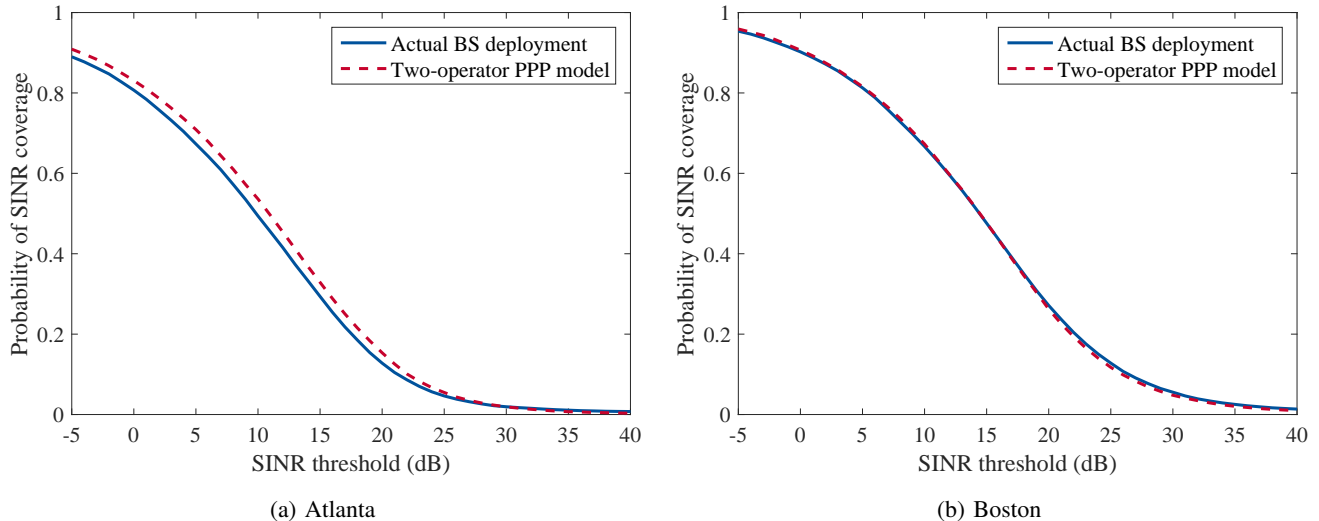 1
0.8
0.6
0.4
0.2
0
-5 0 5 10 15 20 25 30 35 40
Probability of SINR coverage
SINR threshold (dB)
Actual BS deployment
Two-operator PPP model
(a) Atlanta
1
0.8
0.6
0.4
0.2
0
-5 0 5 10 15 20 25 30 35 40
Probability of SINR coverage
SINR threshold (dB)
Actual BS deployment
Two-operator PPP model
(b) Boston